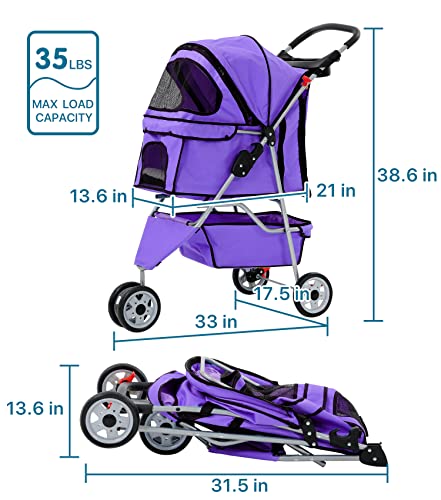 35LBS
MAX LOAD
CAPACITY
38.6 in
13.6 in
21 in
17.5 in
33 in
13.6 in
31.5 in